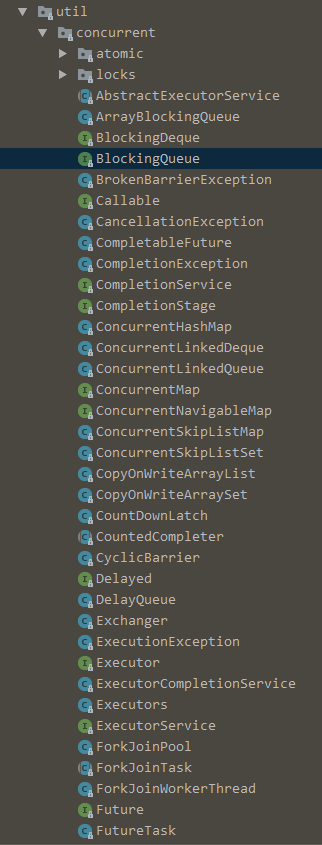 util
concurrent
atomic
locks
AbstractExecutorService
ArrayBlockingQueue
BlockingDeque
BlockingQueue
BrokenBarrierException
Callable
CancellationException
CompletableFuture
CompletionException
CompletionService
CompletionStage
ConcurrentHashMap
ConcurrentLinkedDeque
ConcurrentLinkedQueue
ConcurrentMap
ConcurrentNavigableMap
ConcurrentSkipListMap
ConcurrentSkipListSet
CopyOnWriteArrayList
CopyOnWriteArraySet
CountDownLatch
CountedCompleter
CyclicBarrier
Delayed
DelayQueue
Exchanger
ExecutionException
Executor
ExecutorCompletionService
Executors
ExecutorService
ForkJoinPool
ForkJoinTask
ForkJoinWorkerThread
Future
FutureTask